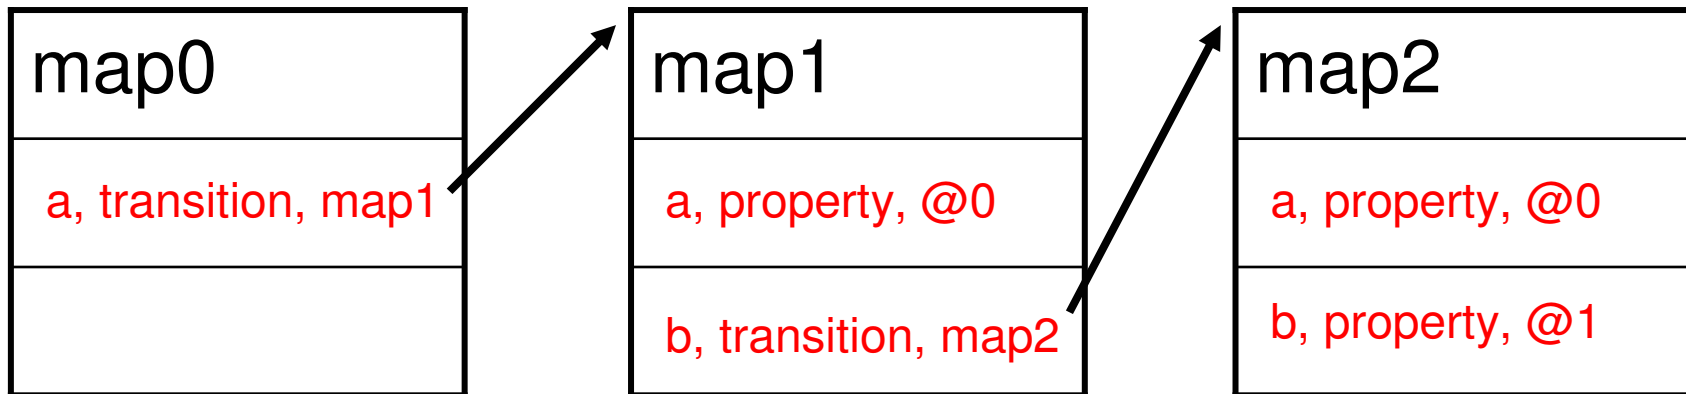 map0
a, transition, map1
map1
a, property, @0
b, transition, map2
map2
a, property, @0
b, property, @1